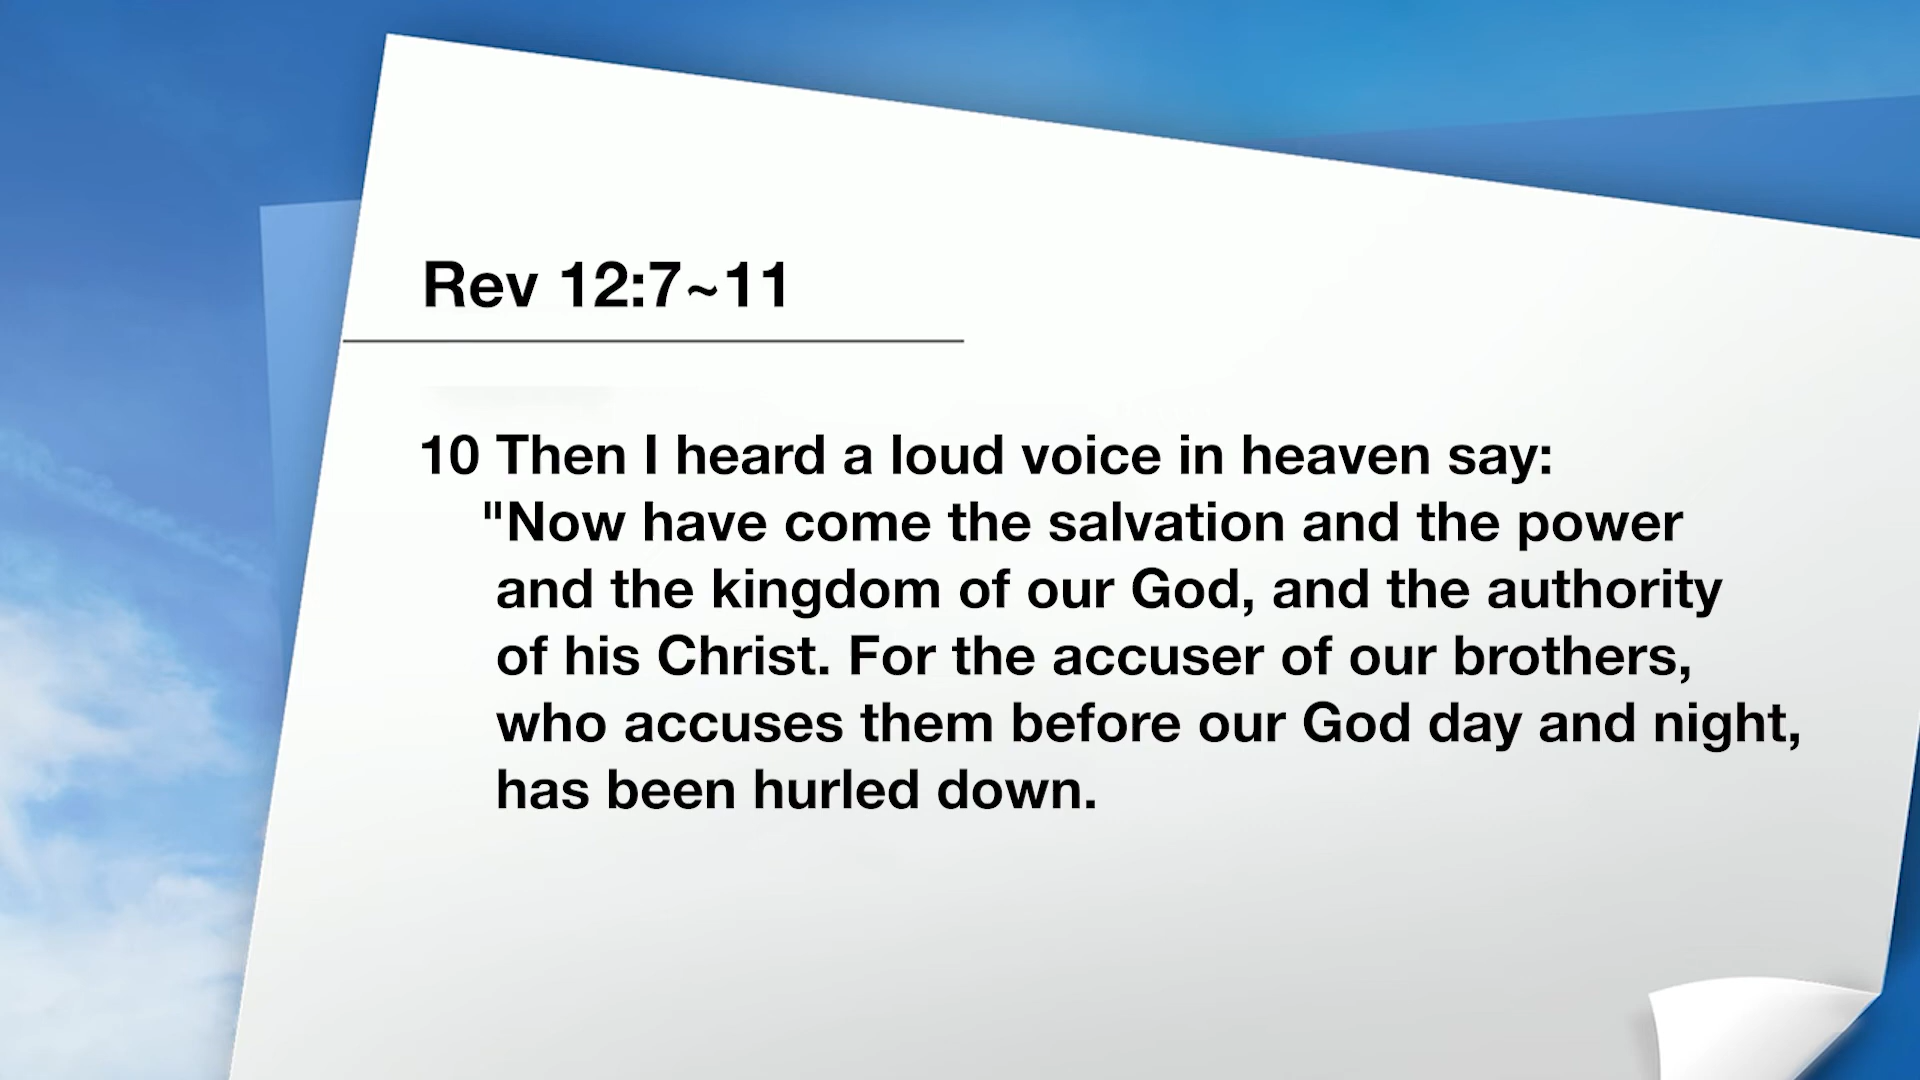 Rev 12:7~11
10 Then I heard a loud voice in heaven say:
"Now have come the salvation and the power
and the kingdom of our God, and the authority
of his Christ. For the accuser of our brothers,
who accuses them before our God day and night,
has been hurled down.